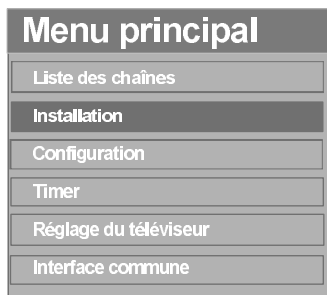 Menu principal
Liste des chaînes
Installation
Configuration
Timer
Réglage du téléviseur
Interface commune